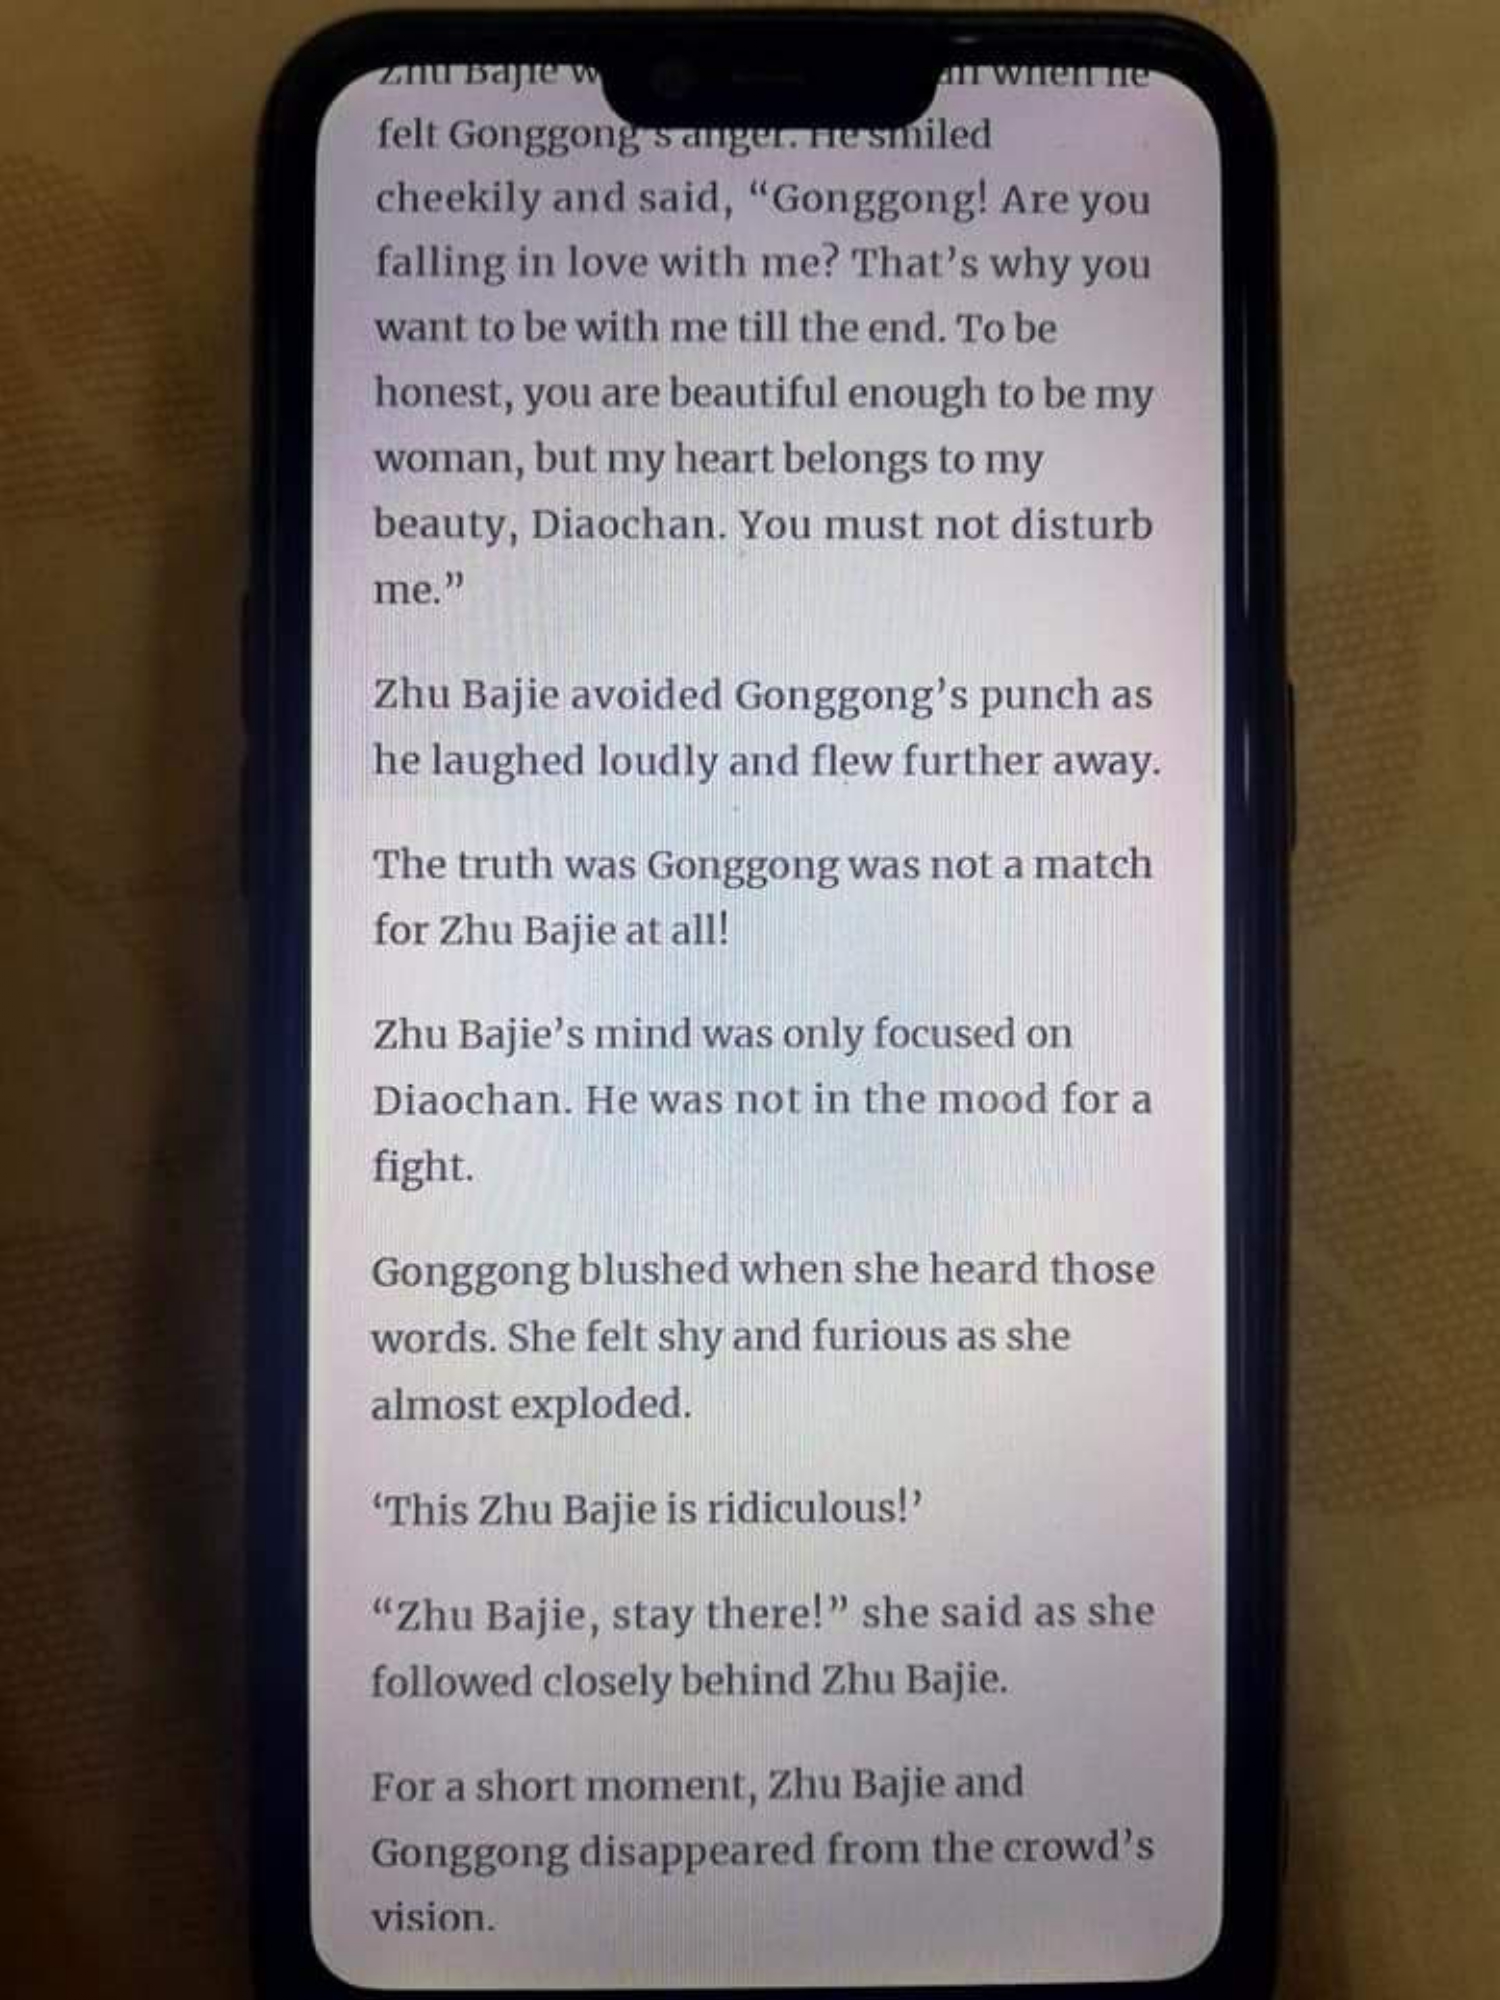 Zhu Bajie w when he
felt Gonggong's anger. He smiled
cheekily and said, “Gonggong! Are you
falling in love with me? That’s why you
want to be with me till the end. To be
honest, you are beautiful enough to be my
woman, but my heart belongs to my
beauty, Diaochan. You must not disturb
me.”
Zhu Bajie avoided Gonggong’s punch as
he laughed loudly and flew further away.
The truth was Gonggong was not a match
for Zhu Bajie at all!
Zhu Bajie’s mind was only focused on
Diaochan. He was not in the mood for a
fight.
Gonggong blushed when she heard those
words. She felt shy and furious as she
almost exploded.
‘This Zhu Bajie is ridiculous!’
“Zhu Bajie, stay there!” she said as she
followed closely behind Zhu Bajie.
For a short moment, Zhu Bajie and
Gonggong disappeared from the crowd’s
vision.